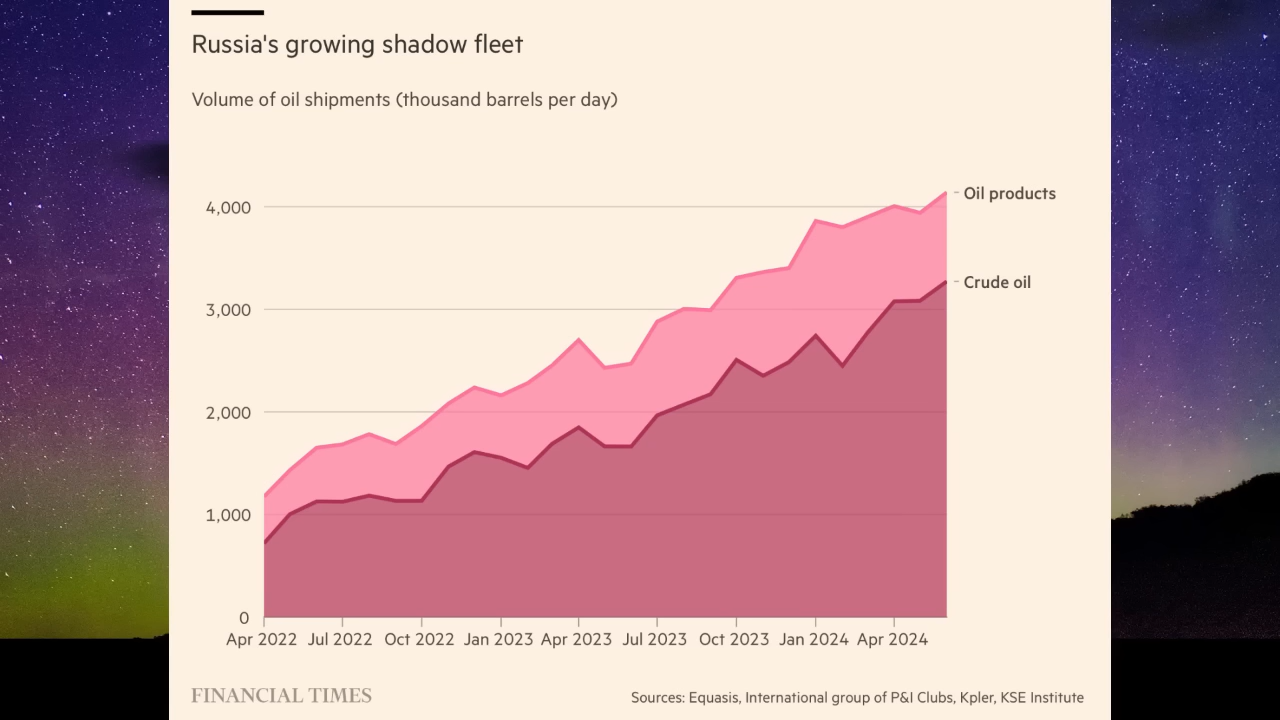 Russia's growing shadow fleet
Volume of oil shipments (thousand barrels per day)
4,000
3,000
2,000
1,000
0
Oil products
Crude oil
Apr 2022 Jul 2022 Oct 2022 Jan 2023 Apr 2023 Jul 2023 Oct 2023 Jan 2024 Apr 2024
FINANCIAL TIMES
Sources: Equasis, International group of P&I Clubs, Kpler, KSE Institute